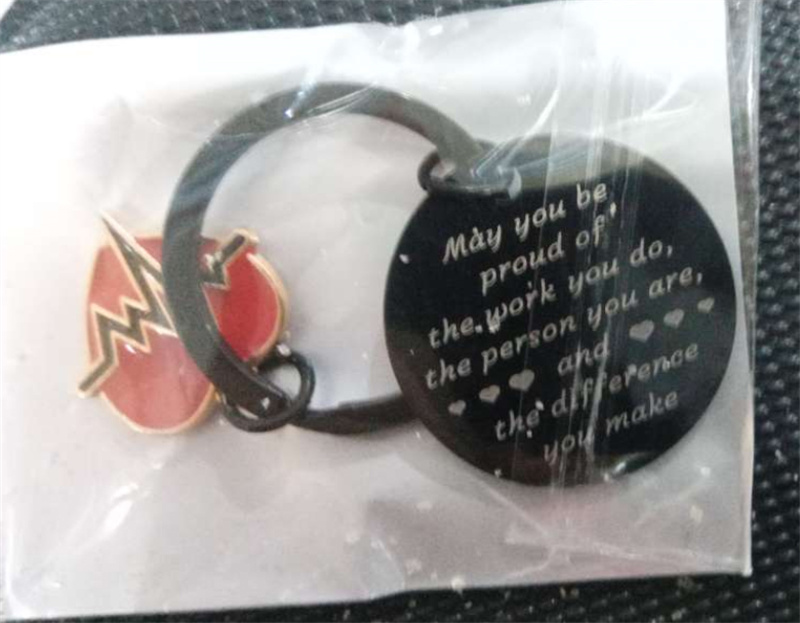 May you be
proud of
the work you do,
the person you are,
and
the difference
you make